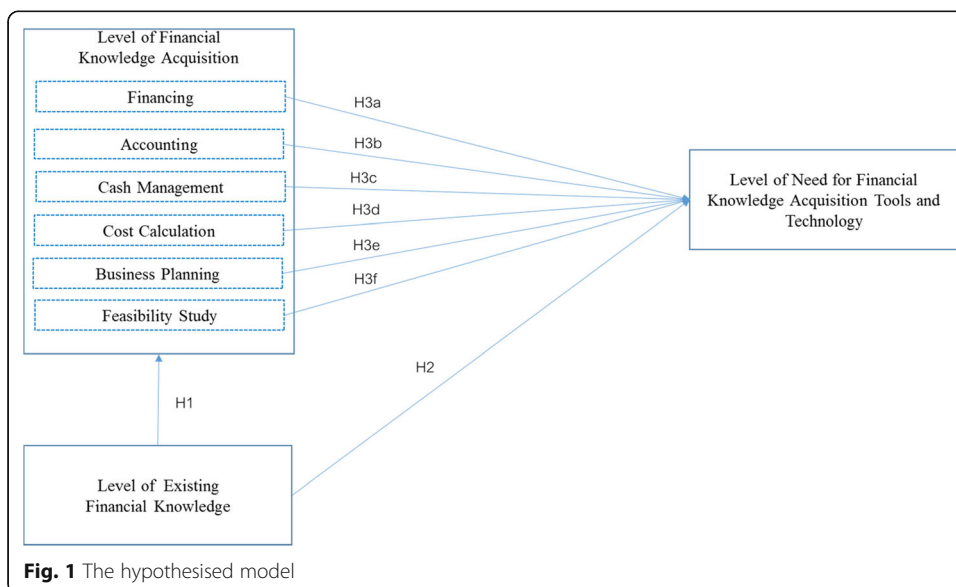 Level of Financial
Knowledge Acquisition
Financing
Accounting
Cash Management
Cost Calculation
Business Planning
Feasibility Study
H3a
H3b
H3c
H3d
H3e
H3f
Level of Need for Financial
Knowledge Acquisition Tools and
Technology
H2
H1
Level of Existing
Financial Knowledge
Fig. 1 The hypothesised model